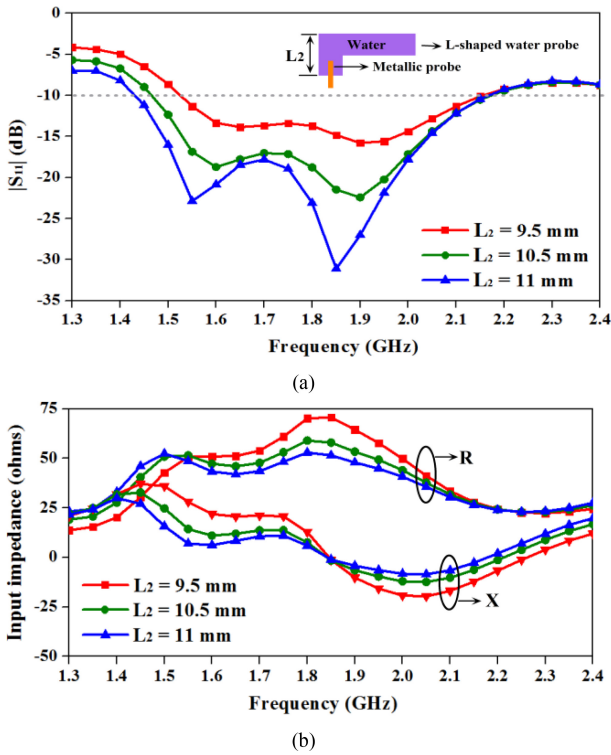 0
-5
-10
-15
-20
-25
-30
-35
|S₁₁| (dB)
L₂
Water
L-shaped water probe
Metallic probe
L₂ = 9.5 mm
L₂ = 10.5 mm
L₂ = 11 mm
1.3 1.4 1.5 1.6 1.7 1.8 1.9 2.0 2.1 2.2 2.3 2.4
Frequency (GHz)
(a)
75
50
25
0
-25
-50
Input impedance (ohms)
R
X
L₂ = 9.5 mm
L₂ = 10.5 mm
L₂ = 11 mm
1.3 1.4 1.5 1.6 1.7 1.8 1.9 2.0 2.1 2.2 2.3 2.4
Frequency (GHz)
(b)